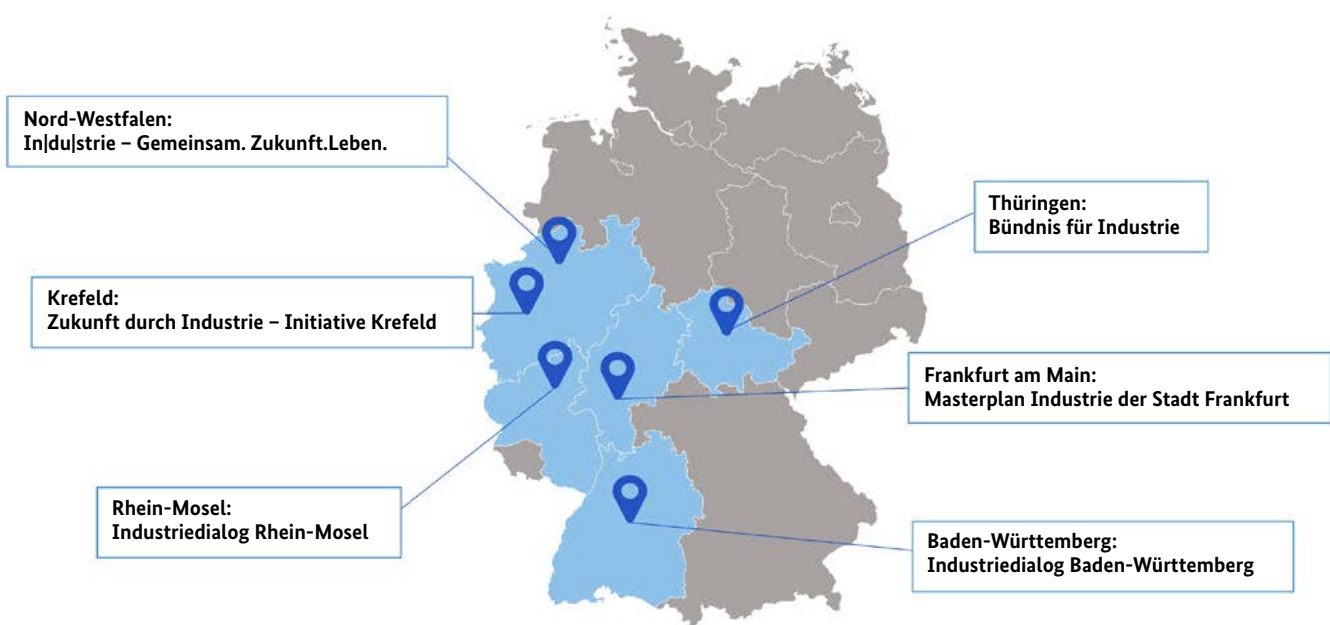 Nord-Westfalen:
In|du|strie – Gemeinsam. Zukunft.Leben.
Thüringen:
Bündnis für Industrie
Krefeld:
Zukunft durch Industrie – Initiative Krefeld
Frankfurt am Main:
Masterplan Industrie der Stadt Frankfurt
Rhein-Mosel:
Industriedialog Rhein-Mosel
Baden-Württemberg:
Industriedialog Baden-Württemberg